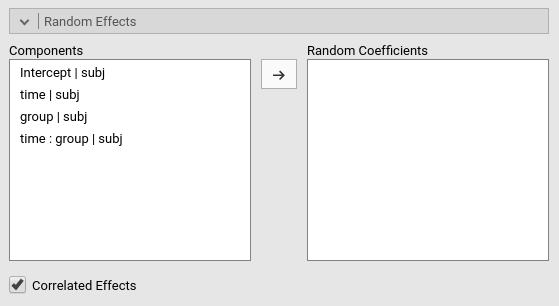 Random Effects
Components
Random Coefficients
Intercept | subj
time | subj
group | subj
time : group | subj
Correlated Effects